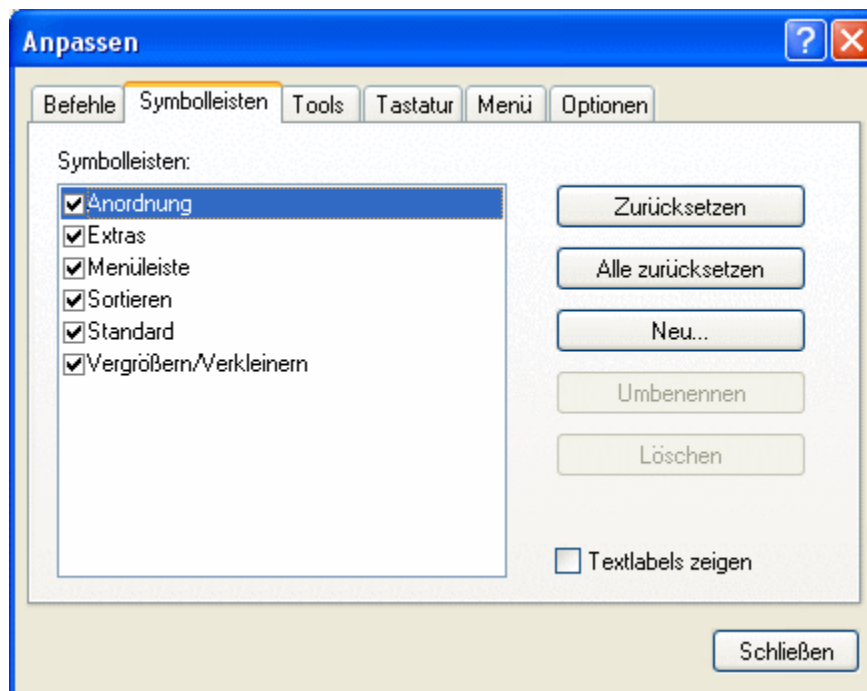 Anpassen
Befehle Symbolleisten Tools Tastatur Menü Optionen
Symbolleisten:
Anordnung
Extras
Menüleiste
Sortieren
Standard
Vergrößern/Verkleinern
Zurücksetzen
Alle zurücksetzen
Neu...
Umbenennen
Löschen
Textlabels zeigen
Schließen